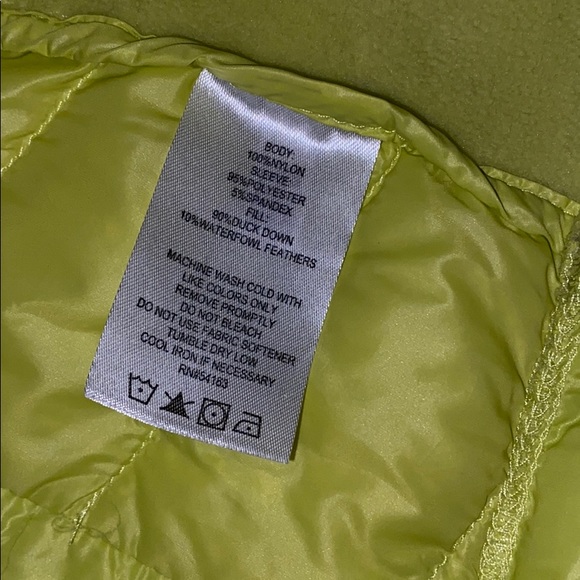 BODY:
100%NYLON
SLEEVE:
95%POLYESTER
5%SPANDEX
FILL:
90%DUCK DOWN
10%WATERFOWL FEATHERS
MACHINE WASH COLD WITH
LIKE COLORS ONLY
REMOVE PROMPTLY
DO NOT BLEACH
DO NOT USE FABRIC SOFTENER
TUMBLE DRY LOW
COOL IRON IF NECESSARY
RN#54163